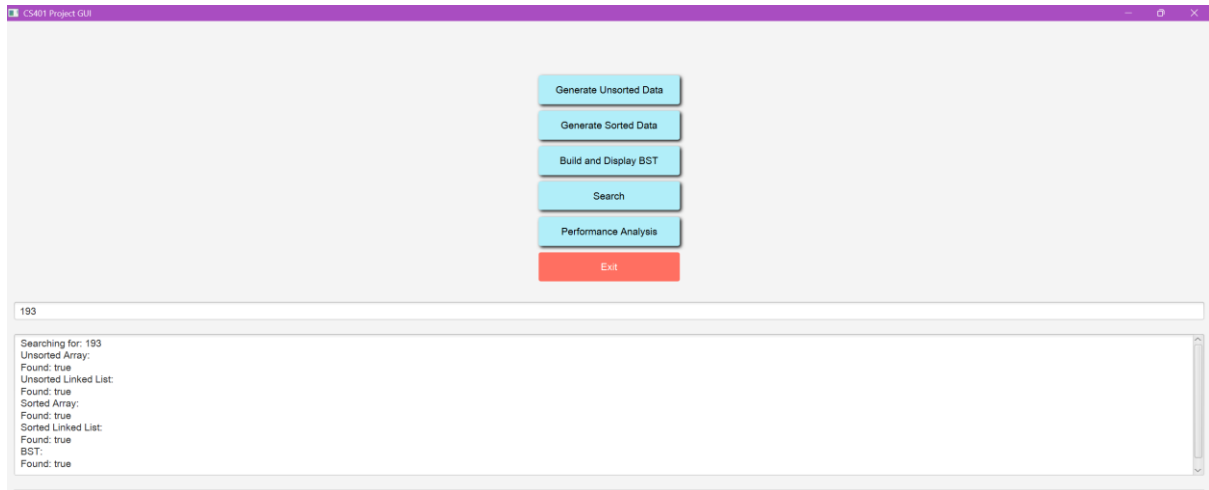 CS401 Project GUI
Generate Unsorted Data
Generate Sorted Data
Build and Display BST
Search
Performance Analysis
Exit
193
Searching for: 193
Unsorted Array:
Found: true
Unsorted Linked List:
Found: true
Sorted Array:
Found: true
Sorted Linked List:
Found: true
BST:
Found: true